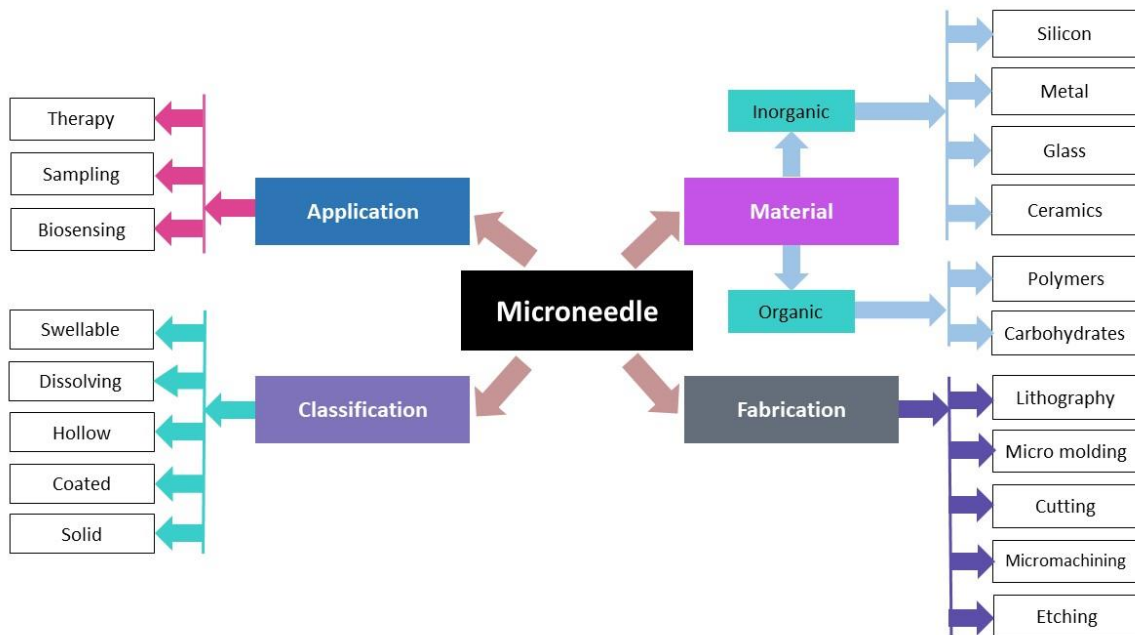 Therapy
Sampling
Biosensing
Application
Swellable
Dissolving
Hollow
Coated
Solid
Classification
Microneedle
Material
Inorganic
Silicon
Metal
Glass
Ceramics
Organic
Polymers
Carbohydrates
Fabrication
Lithography
Micro molding
Cutting
Micromachining
Etching